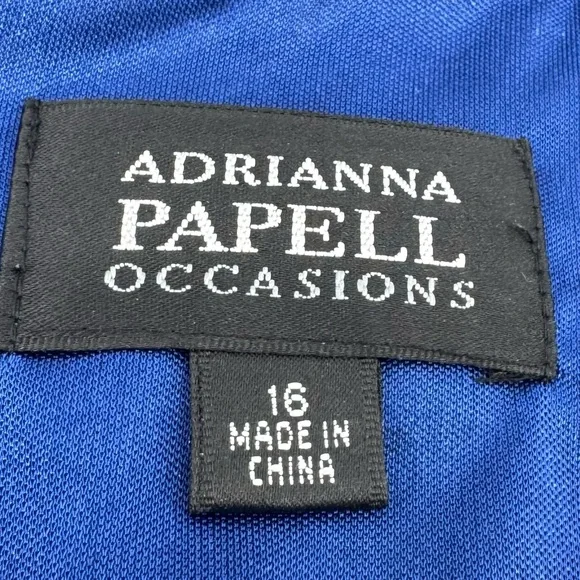 ADRIANNA
PAPELL
OCCASIONS
16
MADE IN
CHINA